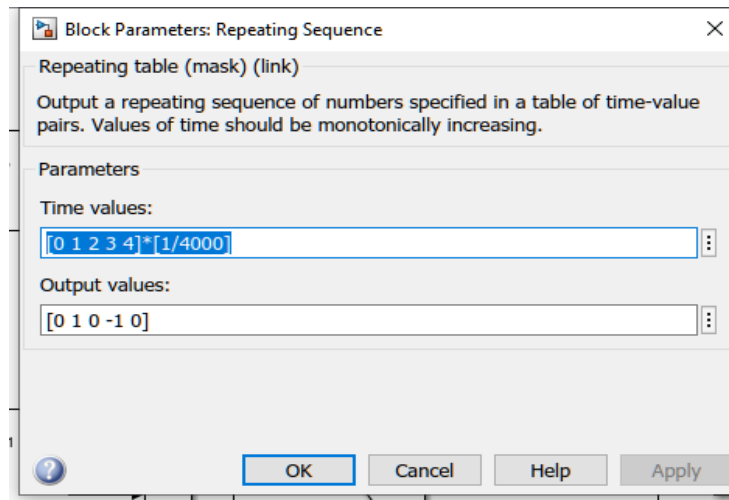 Block Parameters: Repeating Sequence
Repeating table (mask) (link)
Output a repeating sequence of numbers specified in a table of time-value
pairs. Values of time should be monotonically increasing.
Parameters
Time values:
[0 1 2 3 4]*[1/4000]
Output values:
[0 1 0 -1 0]
OK
Cancel
Help
Apply